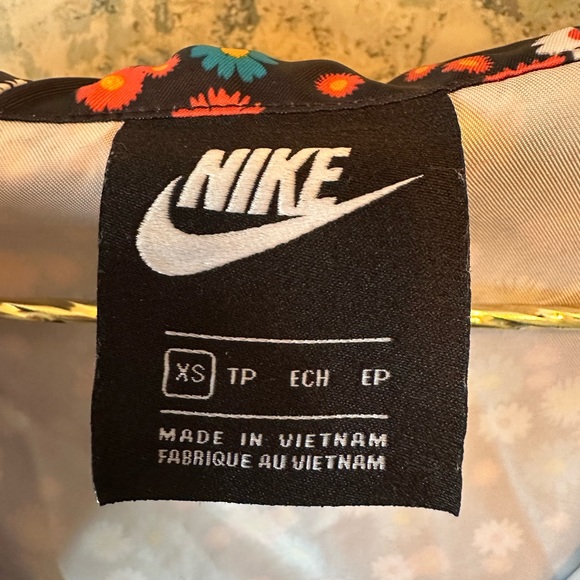 NIKE
XS TP ECH EP
MADE IN VIETNAM
FABRIQUE AU VIETNAM